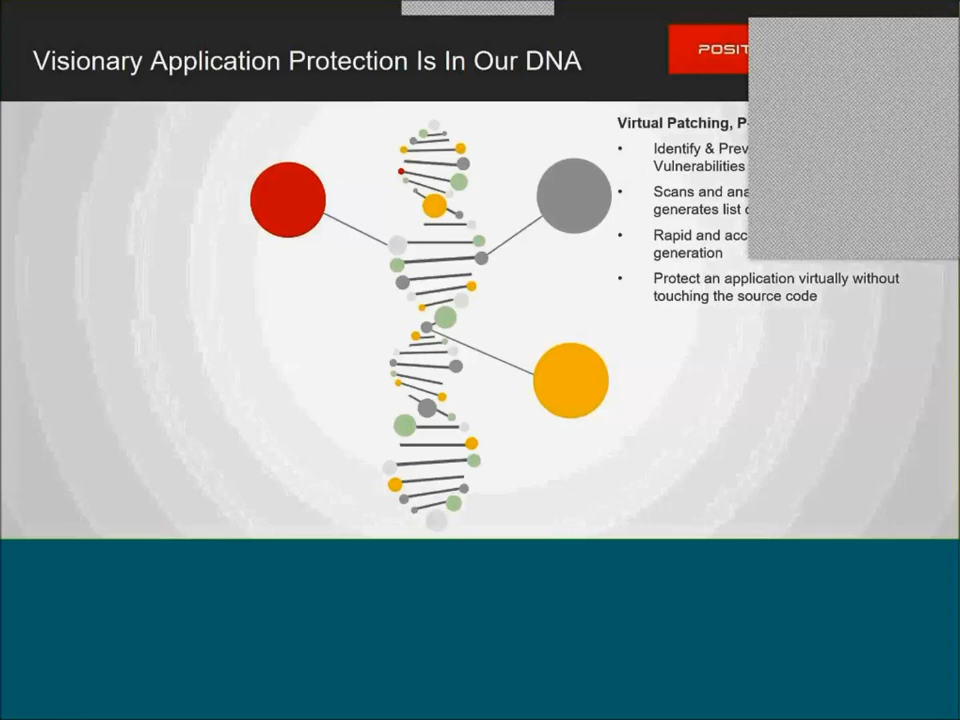 Visionary Application Protection Is In Our DNA
POSIT
Virtual Patching, P
• Identify & Prev
Vulnerabilities
• Scans and ana
generates list
• Rapid and acc
generation
• Protect an application virtually without
touching the source code